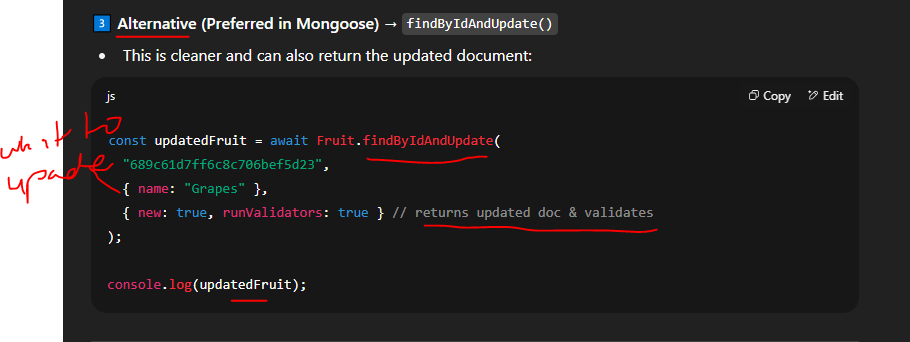 3 Alternative (Preferred in Mongoose) → findByIdAndUpdate()
• This is cleaner and can also return the updated document:
js Copy Edit
what to
update
const updatedFruit = await Fruit.findByIdAndUpdate(
"689c61d7ff6c8c706bef5d23",
{ name: "Grapes" },
{ new: true, runValidators: true } // returns updated doc & validates
);
console.log(updatedFruit);